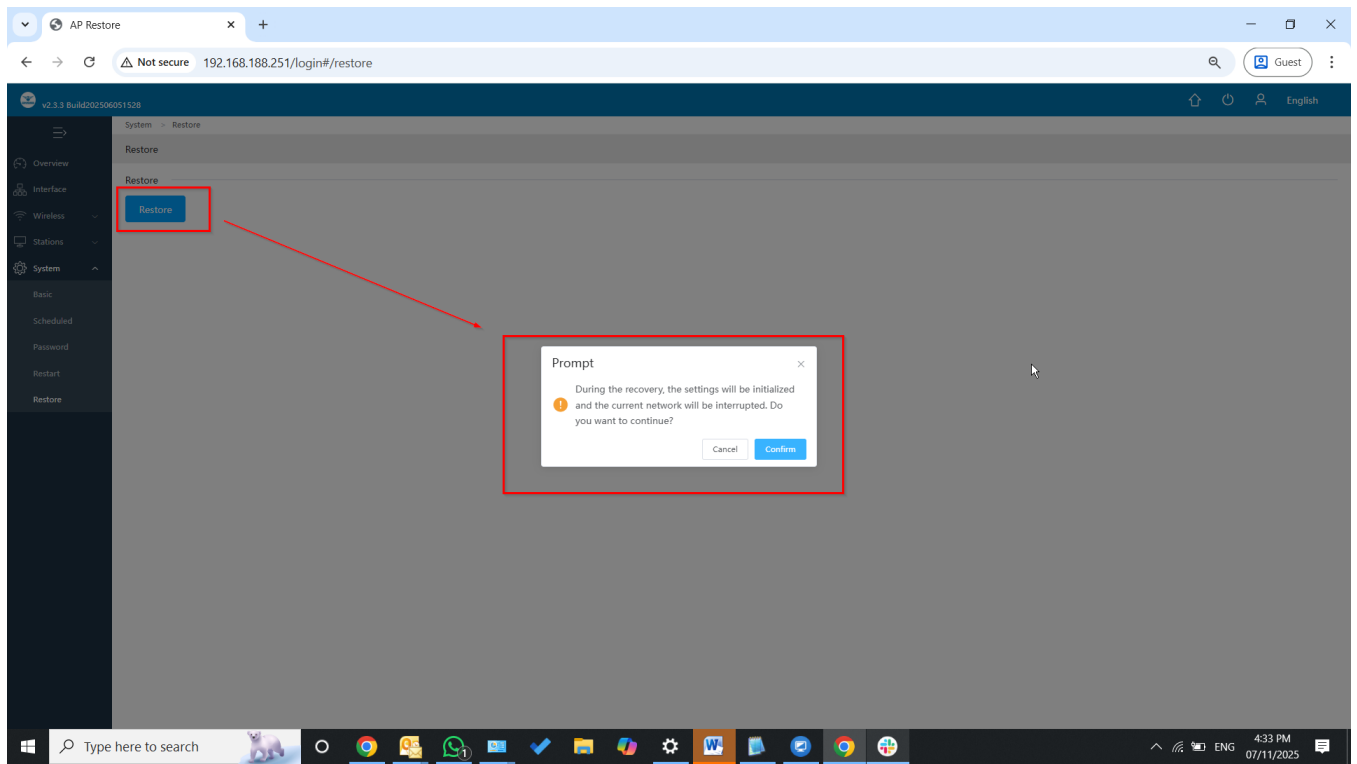 AP Restore
Not secure
192.168.188.251/login#/restore
Guest
v2.3.3 Build202506051528
English
System > Restore
Restore
Overview
Restore
Interface
Restore
Wireless
Stations
System
Basic
Scheduled
Password
Restart
Restore
Prompt
During the recovery, the settings will be initialized
and the current network will be interrupted. Do
you want to continue?
Cancel
Confirm
Type here to search
1
ENG
4:33 PM
07/11/2025